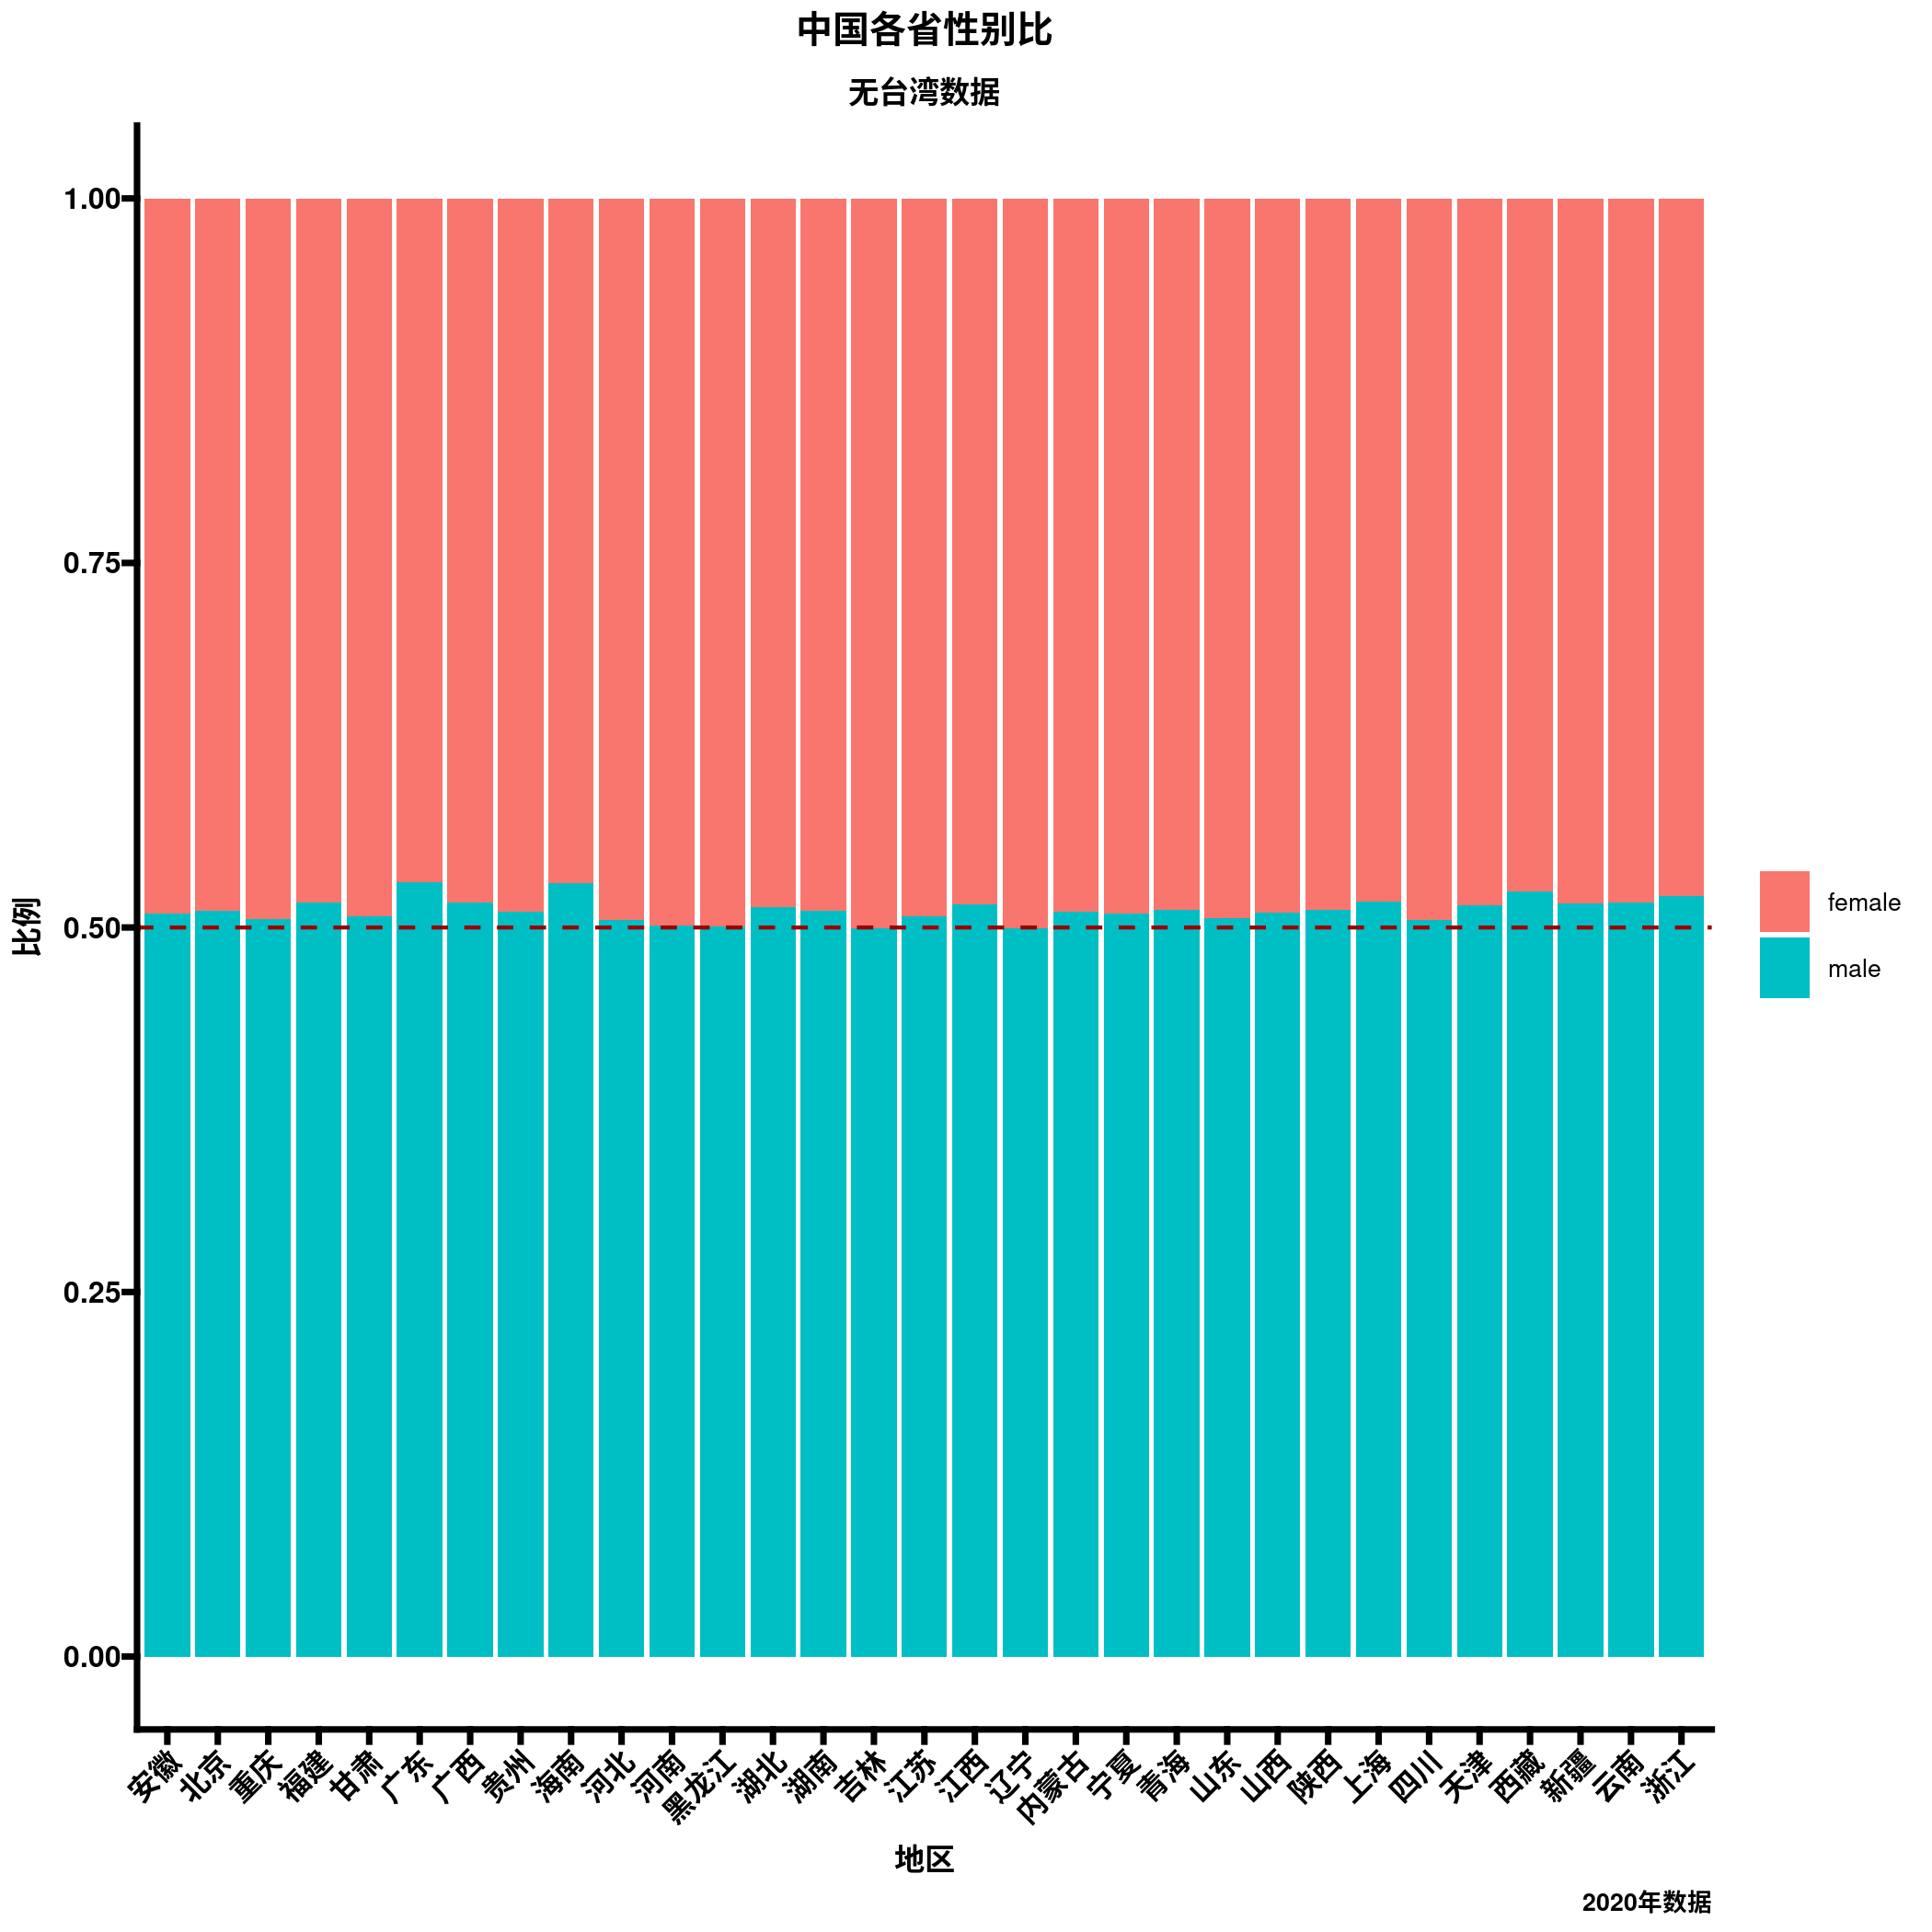 中国各省性别比
无台湾数据
比例
1.00
0.75
0.50
0.25
0.00
安徽
北京
重庆
福建
甘肃
广东
广西
贵州
海南
河北
河南
黑龙江
湖北
湖南
吉林
江苏
江西
辽宁
内蒙古
宁夏
青海
山东
山西
陕西
上海
四川
天津
西藏
新疆
云南
浙江
地区
female
male
2020年数据